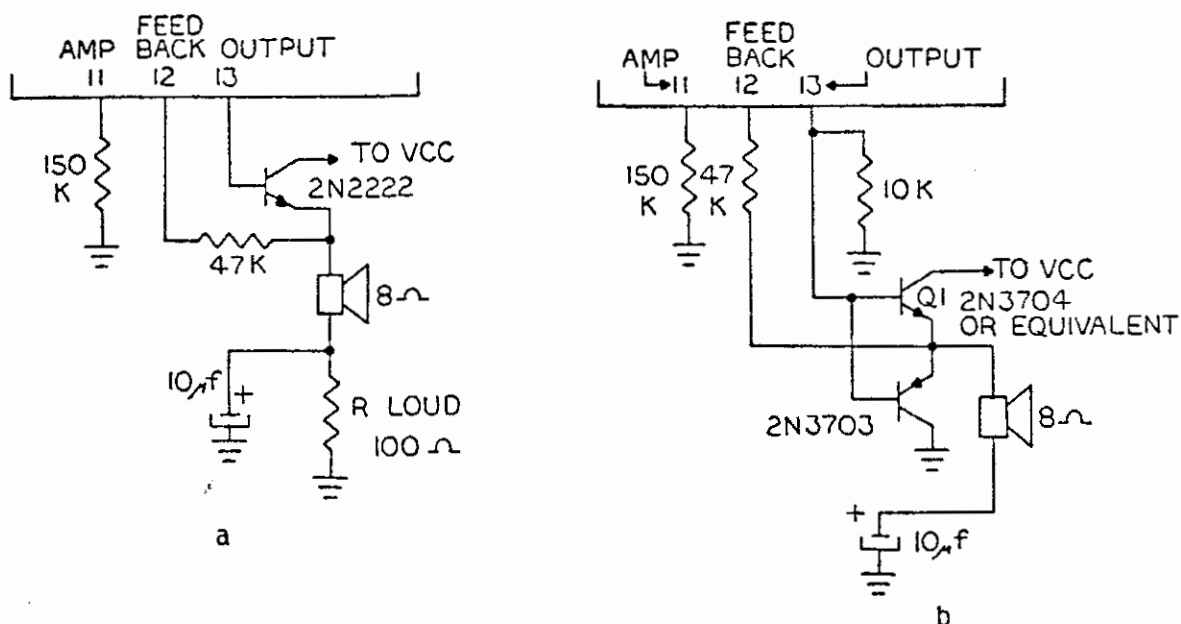 FEED
AMP BACK OUTPUT
11 12 13
150
K
TO VCC
2N2222
47K
8Ω
10μf +
R LOUD
100Ω
a
FEED
AMP BACK OUTPUT
11 12 13
150 47
K K
10K
TO VCC
Q1 2N3704
OR EQUIVALENT
2N3703
8Ω
+
10μf
b